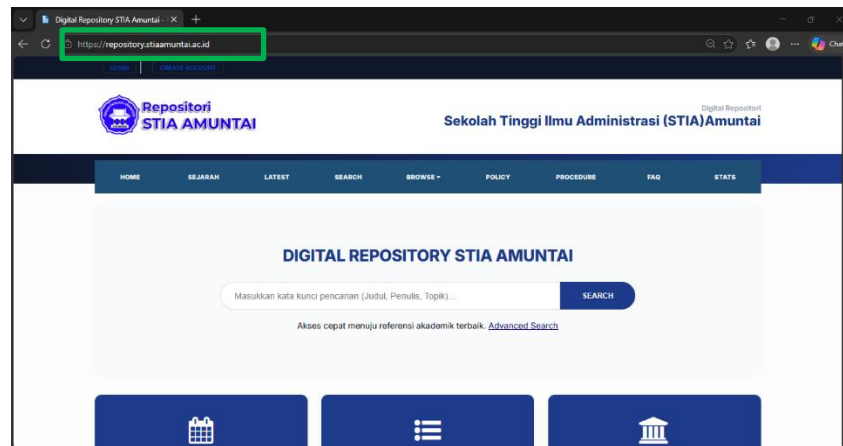 Digital Repository STIA Amuntai -
https://repository.stiaamuntai.ac.id
LOGIN
CREATE ACCOUNT
Repositori
STIA AMUNTAI
Digital Repositori
Sekolah Tinggi Ilmu Administrasi (STIA)Amuntai
HOME SEJARAH LATEST SEARCH BROWSE POLICY PROCEDURE FAQ STATS
DIGITAL REPOSITORY STIA AMUNTAI
Masukkan kata kunci pencarian (Judul, Penulis, Topik)...
SEARCH
Akses cepat menuju referensi akademik terbaik. Advanced Search